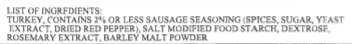 LIST OF INGREDIENTS:
TURKEY, CONTAINS 2% OR LESS SAUSAGE SEASONING (SPICES, SUGAR, YEAST
EXTRACT, DRIED RED PEPPER), SALT MODIFIED FOOD STARCH, DEXTROSE,
ROSEMARY EXTRACT, BARLEY MALT POWDER